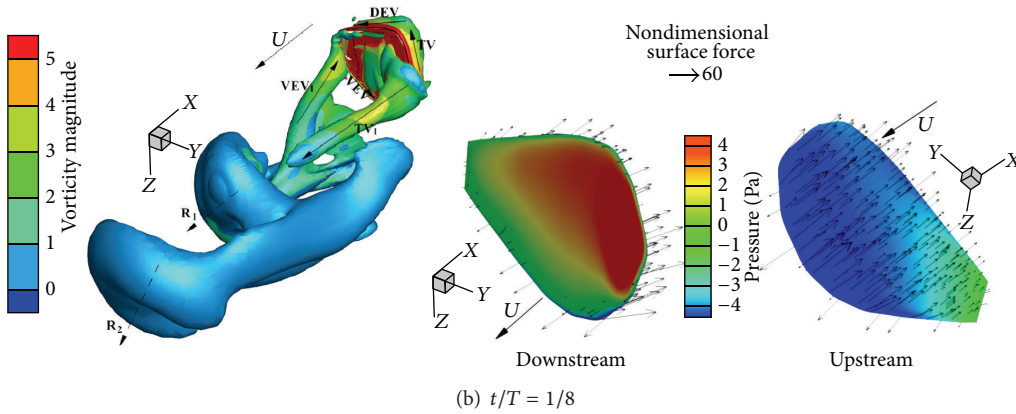 Vorticity magnitude
5
4
3
2
1
0
X
Y
Z
U
DEV
TV
VEV₁
VEV
TV₁
R₁
R₂
Nondimensional
surface force
60
X
Y
Z
U
Downstream
Pressure (Pa)
4
3
2
1
0
−1
−2
−3
−4
U
Y
X
Z
Upstream
(b) t/T = 1/8